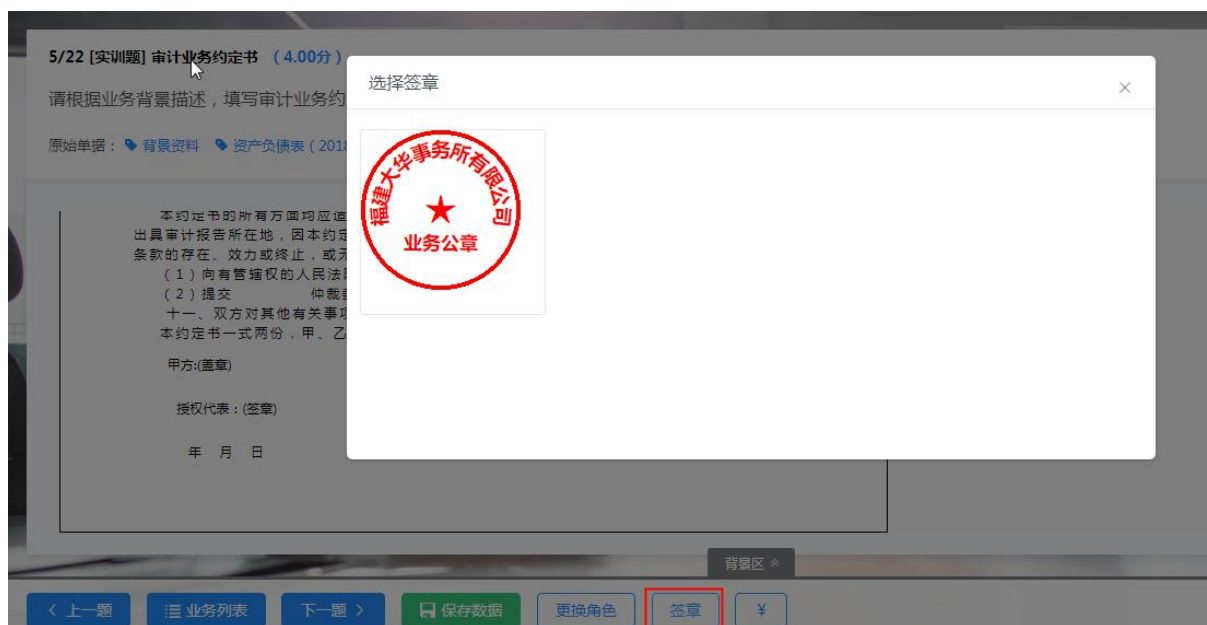 5/22 [实训题] 审计业务约定书 （4.00分）
请根据业务背景描述，填写审计业务约
原始单据： 背景资料 资产负债表（2018
选择签章
×
福建大华事务所有限公司
业务公章
本约定书的所有方面均应适
出具审计报告所在地，因本约定
条款的存在、效力或终止，或无
（1）向有管辖权的人民法
（2）提交 仲裁
十一、双方对其他有关事项
本约定书一式两份，甲、乙
甲方:(盖章)
授权代表：(签章)
年 月 日
背景区
上一题 业务列表 下一题 保存数据 更换角色 签章 ¥